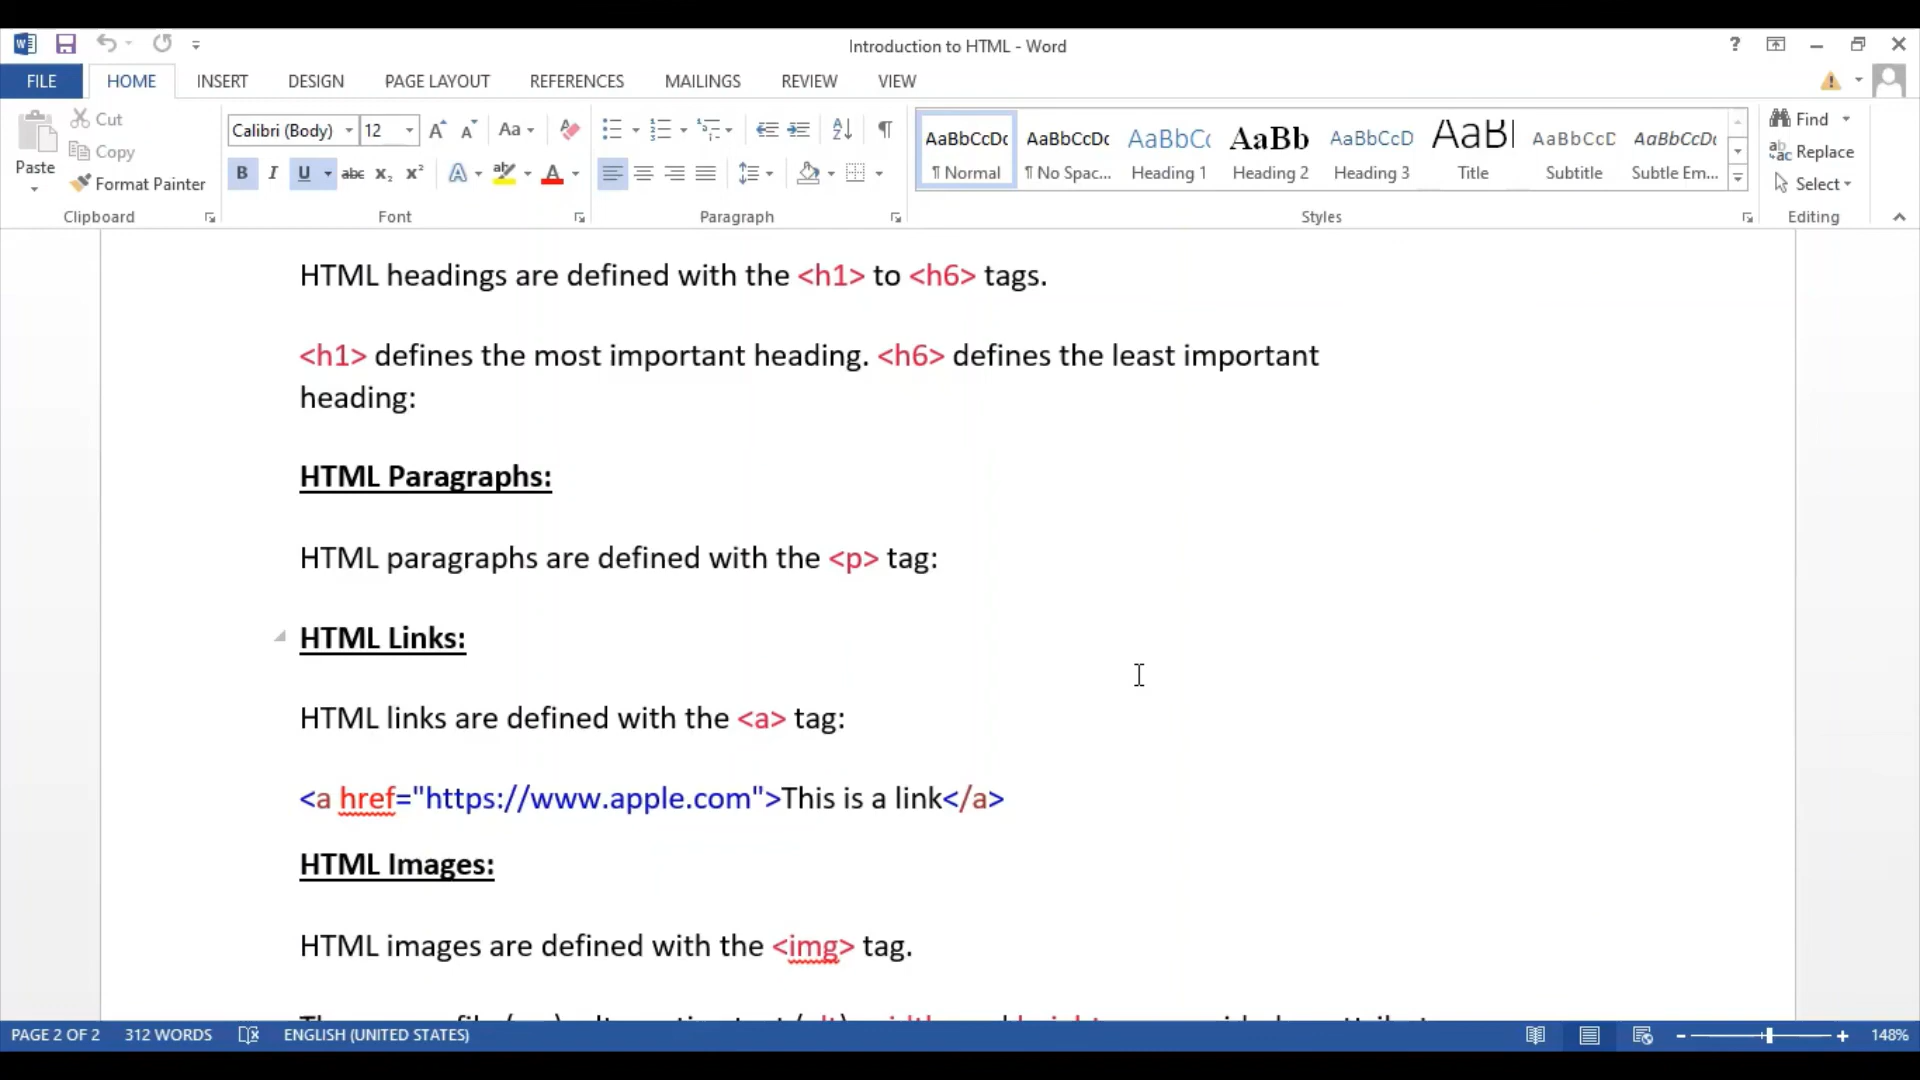 Introduction to HTML - Word
FILE HOME INSERT DESIGN PAGE LAYOUT REFERENCES MAILINGS REVIEW VIEW
Paste
Cut
Copy
Format Painter
Clipboard
Calibri (Body) 12
Font
Paragraph
AaBbCcDc AaBbCcDc AaBbC( AaBb AaBbCcD AaB AaBbCcD AaBbCcDc
¶ Normal ¶ No Spac... Heading 1 Heading 2 Heading 3 Title Subtitle Subtle Em...
Styles
Find
Replace
Select
Editing
HTML headings are defined with the <h1> to <h6> tags.
<h1> defines the most important heading. <h6> defines the least important
heading:
HTML Paragraphs:
HTML paragraphs are defined with the <p> tag:
HTML Links:
HTML links are defined with the <a> tag:
<a href="https://www.apple.com">This is a link</a>
HTML Images:
HTML images are defined with the <img> tag.
PAGE 2 OF 2 312 WORDS ENGLISH (UNITED STATES) 148%